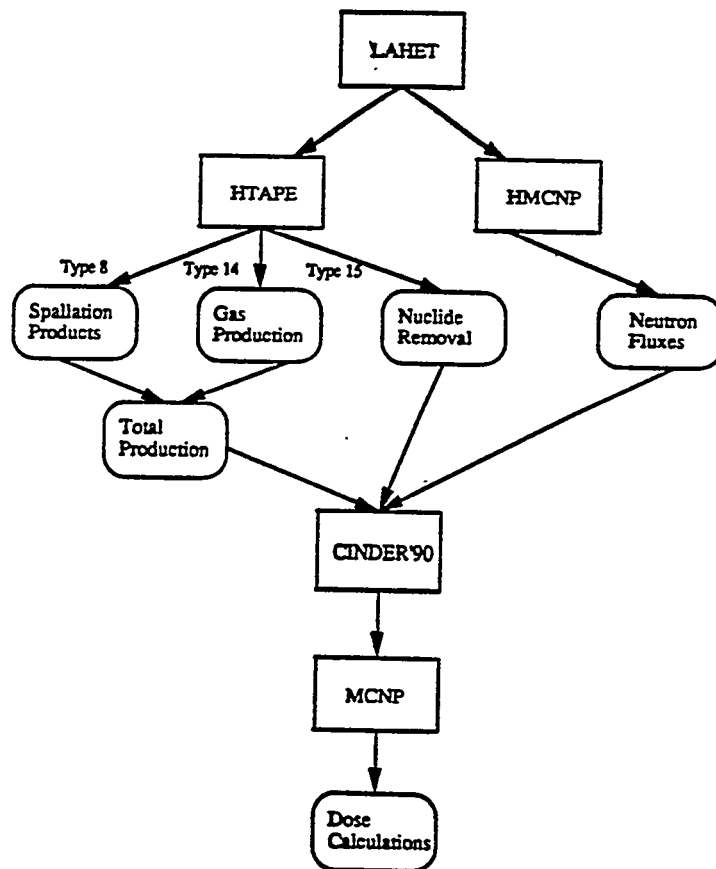 LAHET
HTAPE
HMCNP
Type 8
Type 14
Type 15
Spallation
Products
Gas
Production
Nuclide
Removal
Neutron
Fluxes
Total
Production
CINDER'90
MCNP
Dose
Calculations